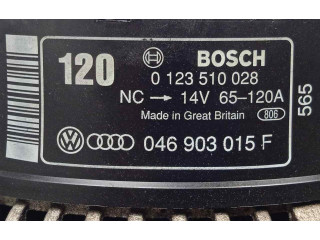 120
BOSCH
0 123 510 028
NC → 14V 65-120A
Made in Great Britain 806
046 903 015 F
565